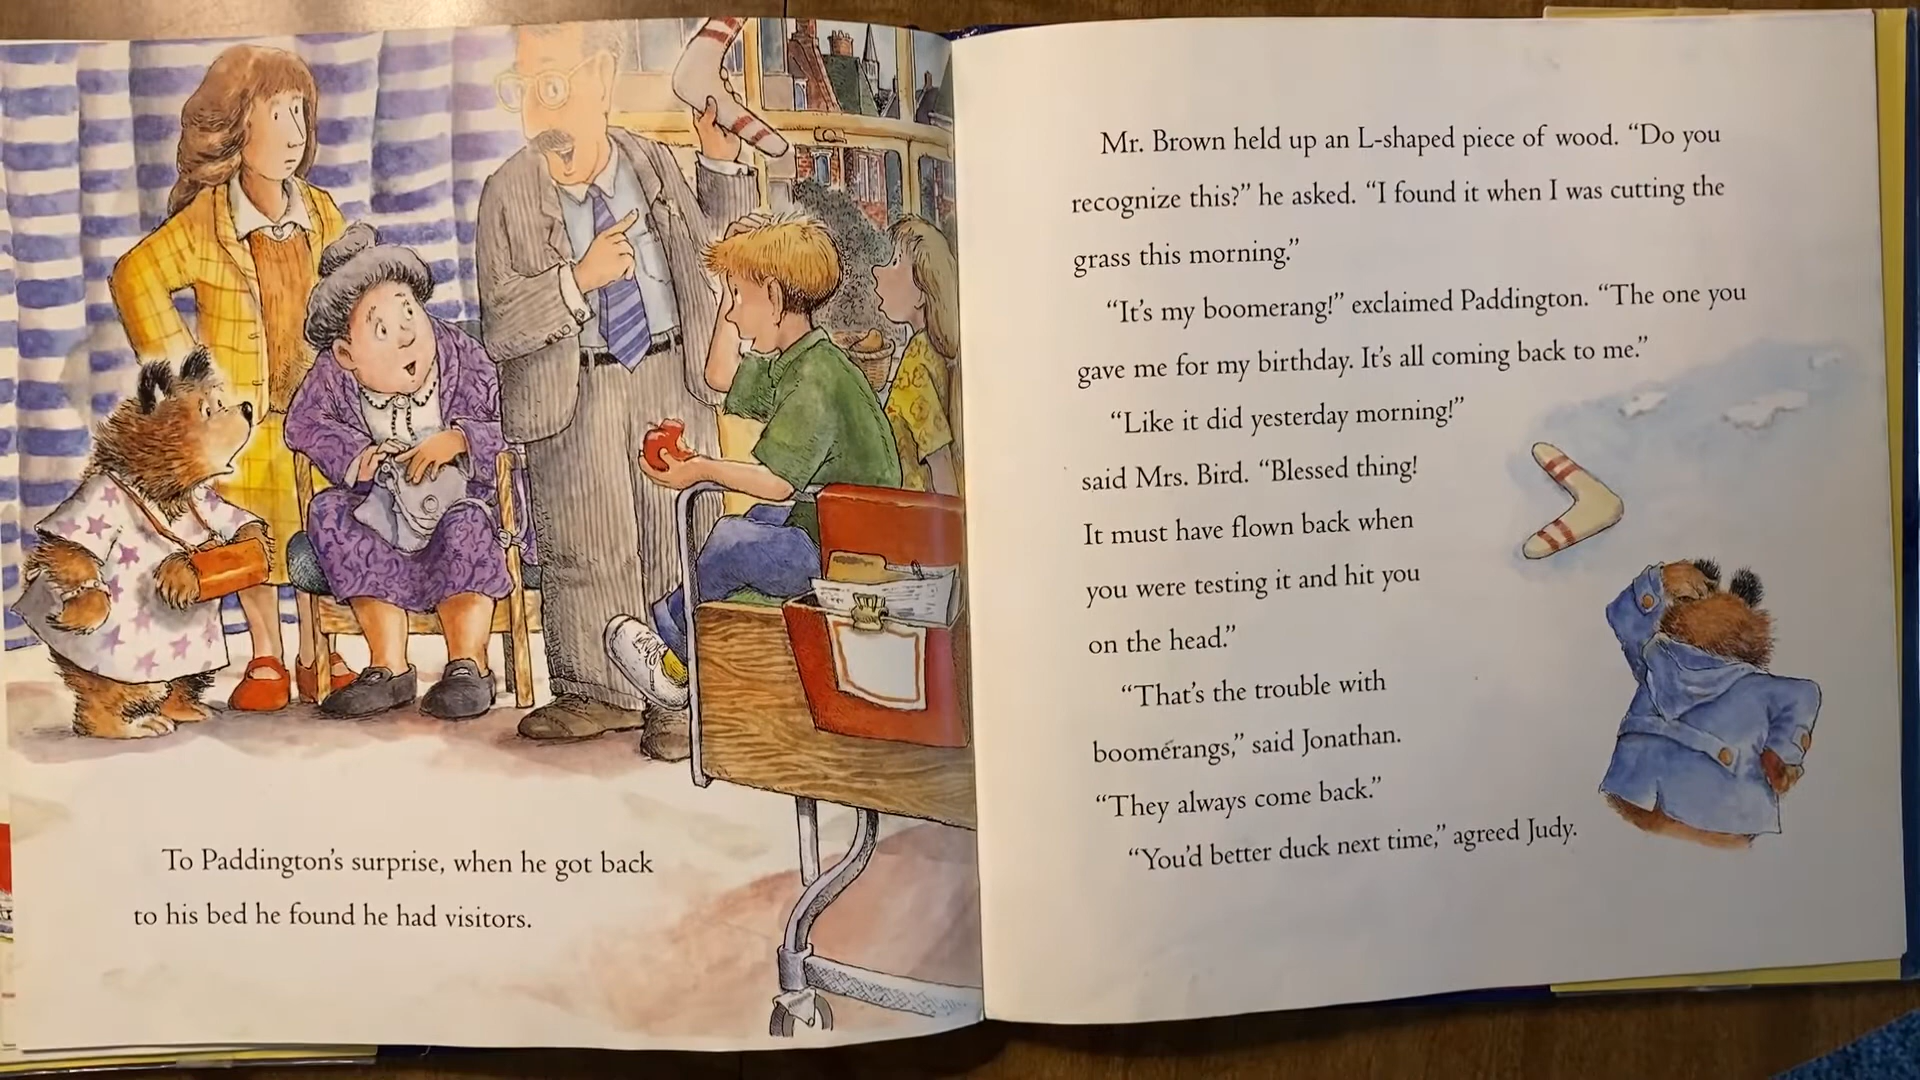 To Paddington's surprise, when he got back
to his bed he found he had visitors.
Mr. Brown held up an L-shaped piece of wood. “Do you
recognize this?” he asked. “I found it when I was cutting the
grass this morning.”
“It's my boomerang!” exclaimed Paddington. “The one you
gave me for my birthday. It's all coming back to me.”
“Like it did yesterday morning!”
said Mrs. Bird. “Blessed thing!
It must have flown back when
you were testing it and hit you
on the head.”
“That's the trouble with
boomerangs,” said Jonathan.
“They always come back.”
“You'd better duck next time,” agreed Judy.